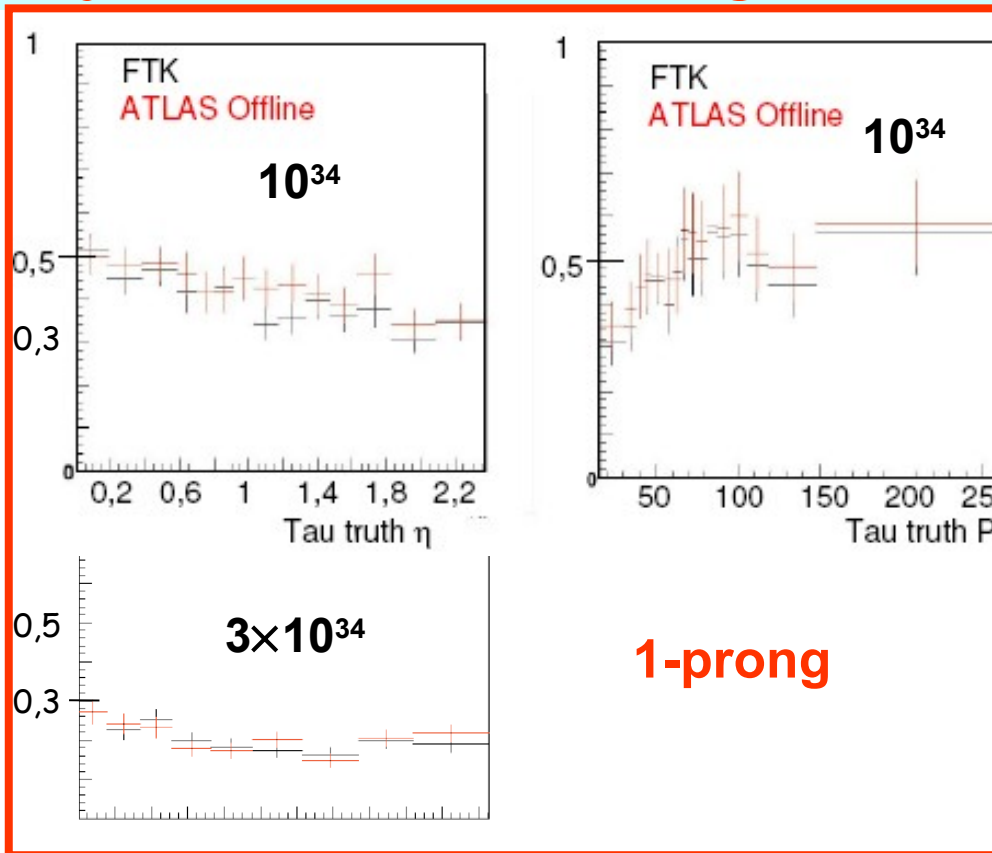 1
FTK
ATLAS Offline
10³⁴
0,5
0,3
0
0,2 0,6 1 1,4 1,8 2,2
Tau truth η
1
FTK
ATLAS Offline
10³⁴
0,5
0
50 100 150 200 25
Tau truth P
0,5
3×10³⁴
0,3
1-prong